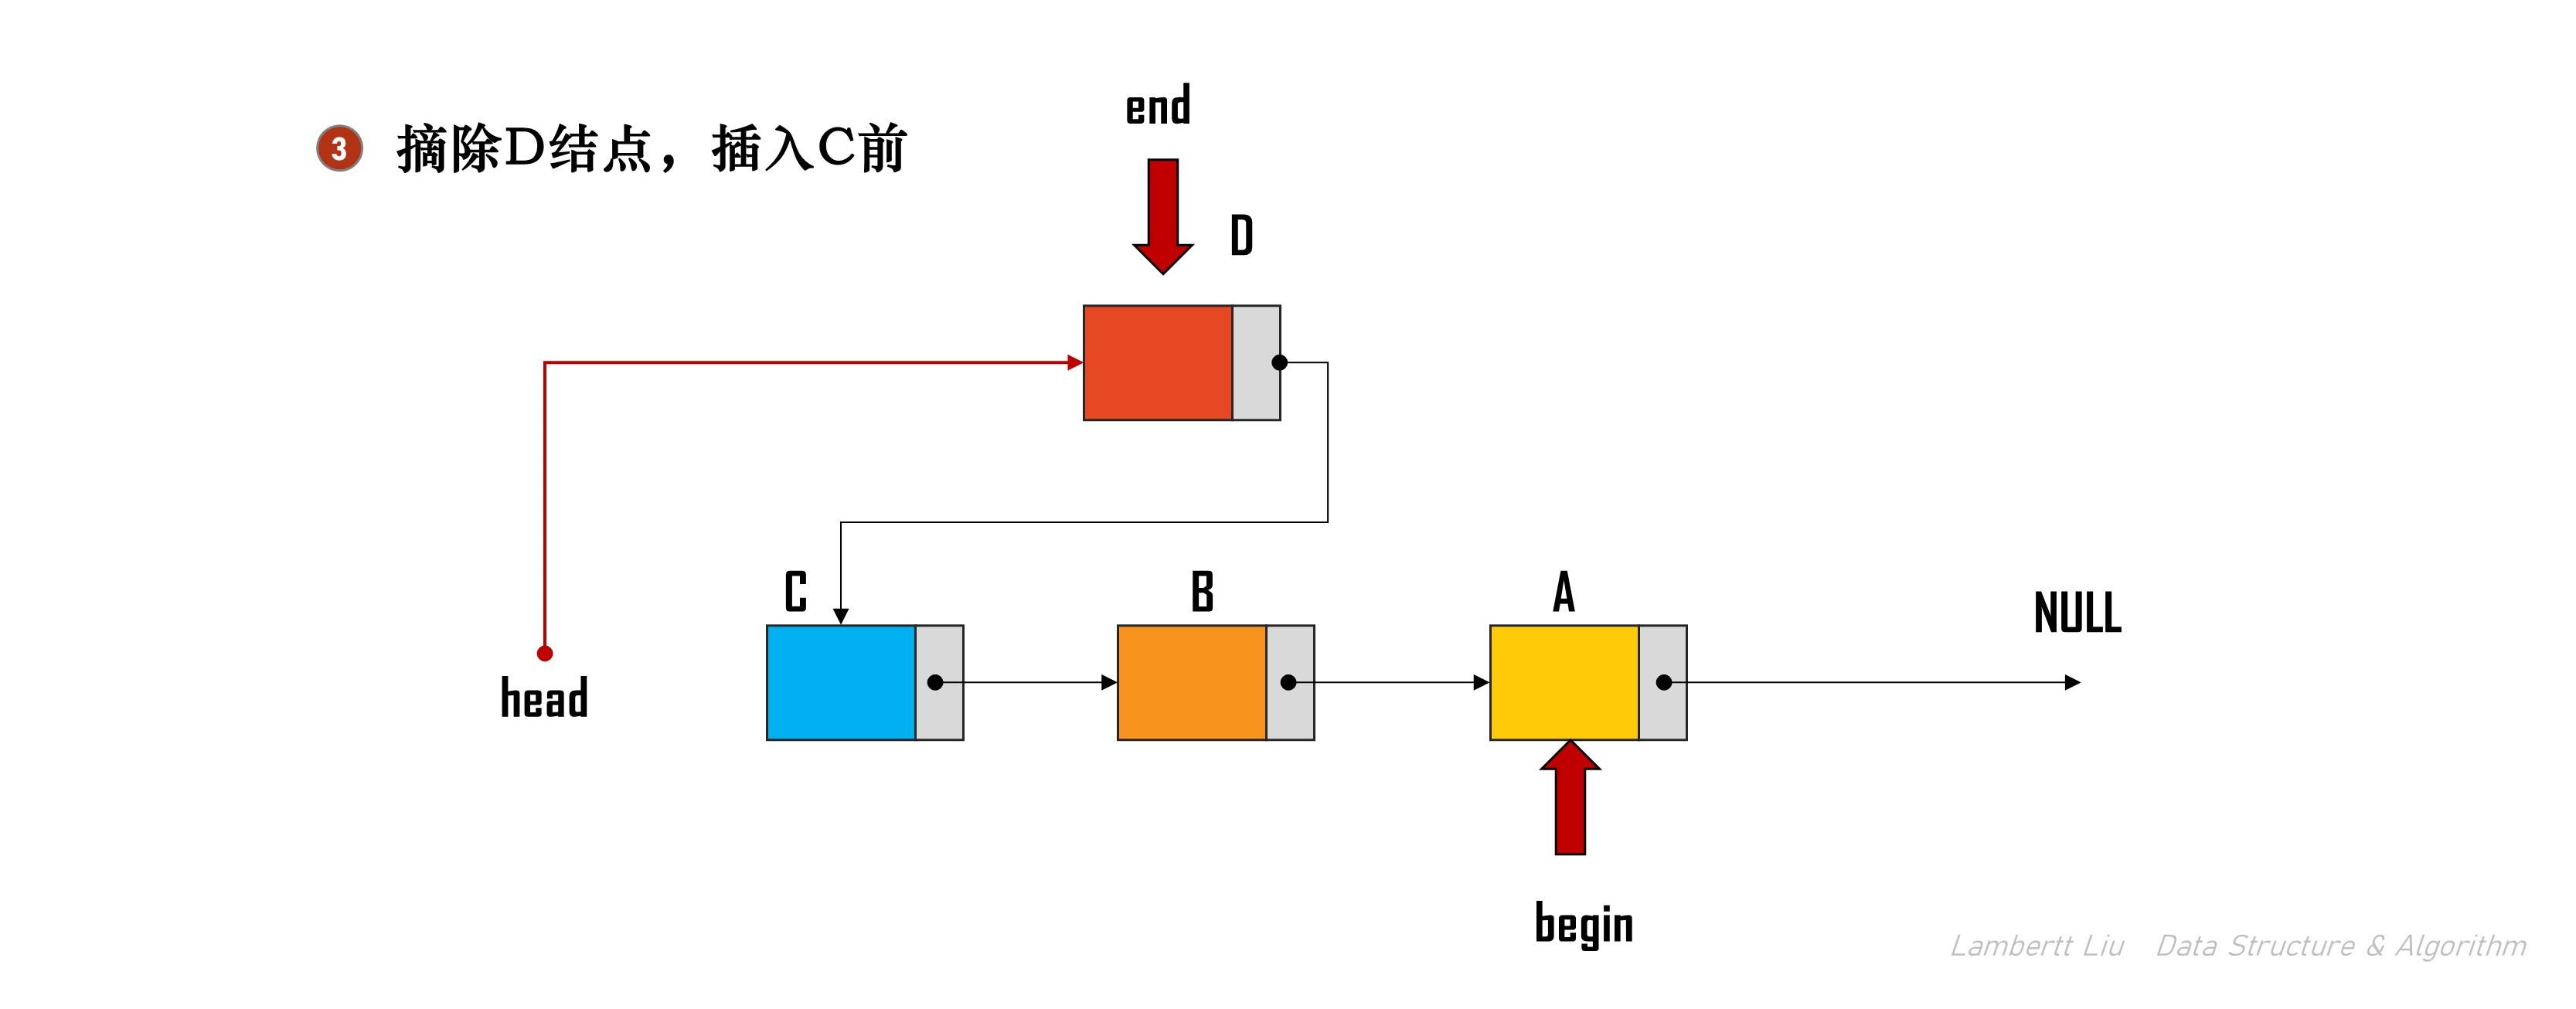 end
3 摘除D结点，插入C前
D
C
B
A
NULL
head
begin
Lambertt Liu Data Structure & Algorithm